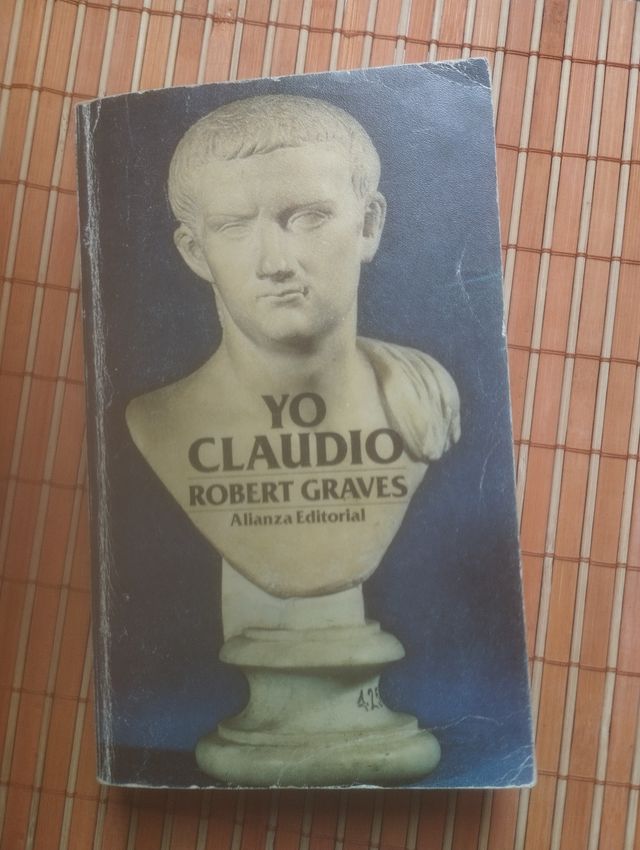 YO
CLAUDIO
ROBERT GRAVES
Alianza Editorial